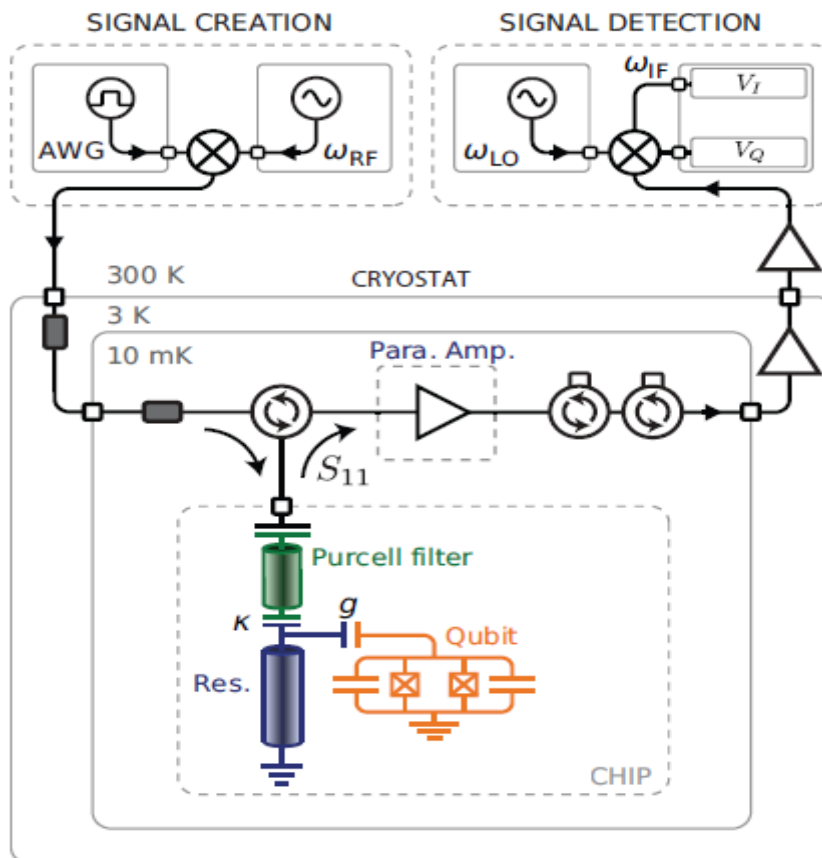 SIGNAL CREATION
SIGNAL DETECTION
AWG
ω_RF
ω_LO
ω_IF
V_I
V_Q
300 K
CRYOSTAT
3 K
10 mK
Para. Amp.
S_11
Purcell filter
κ
g
Qubit
Res.
CHIP